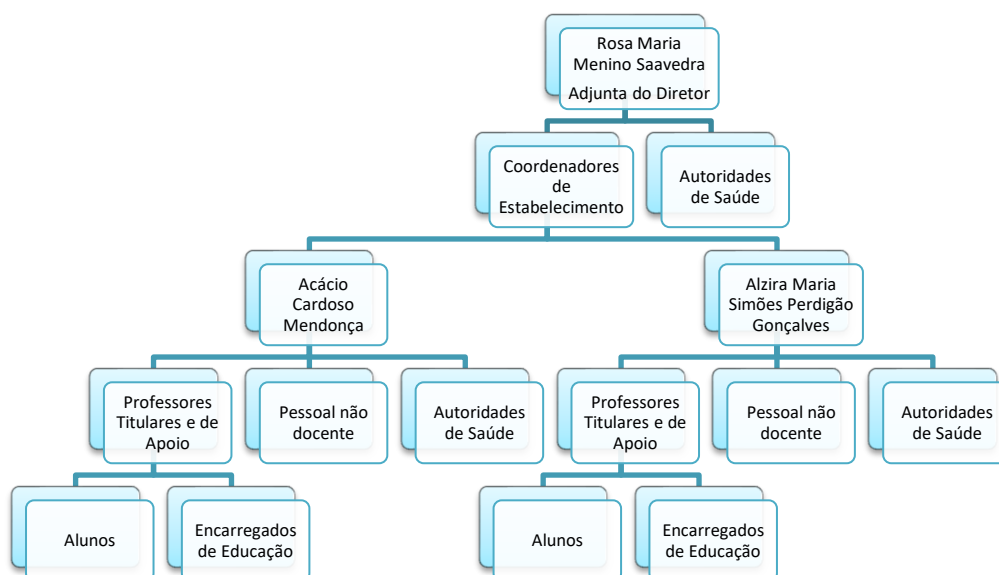 Rosa Maria
Menino Saavedra
Adjunta do Diretor
Coordenadores
de
Estabelecimento
Autoridades
de Saúde
Acácio
Cardoso
Mendonça
Alzira Maria
Simões Perdigão
Gonçalves
Professores
Titulares e de
Apoio
Pessoal não
docente
Autoridades
de Saúde
Professores
Titulares e de
Apoio
Pessoal não
docente
Autoridades
de Saúde
Alunos
Encarregados
de Educação
Alunos
Encarregados
de Educação